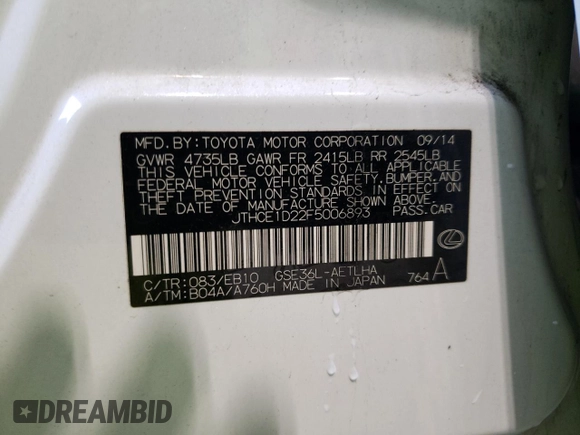 MFD. BY: TOYOTA MOTOR CORPORATION 09/14
GVWR 4735LB GAWR FR 2415LB RR 2545LB
THIS VEHICLE CONFORMS TO ALL APPLICABLE
FEDERAL MOTOR VEHICLE SAFETY, BUMPER, AND
THEFT PREVENTION STANDARDS IN EFFECT ON
THE DATE OF MANUFACTURE SHOWN ABOVE.
JTHCE1D22F5006893 PASS. CAR
C/TR: 083/EB10 GSE36L-AETLHA
A/TM: B04A/A760H MADE IN JAPAN 764 A
DREAMBID